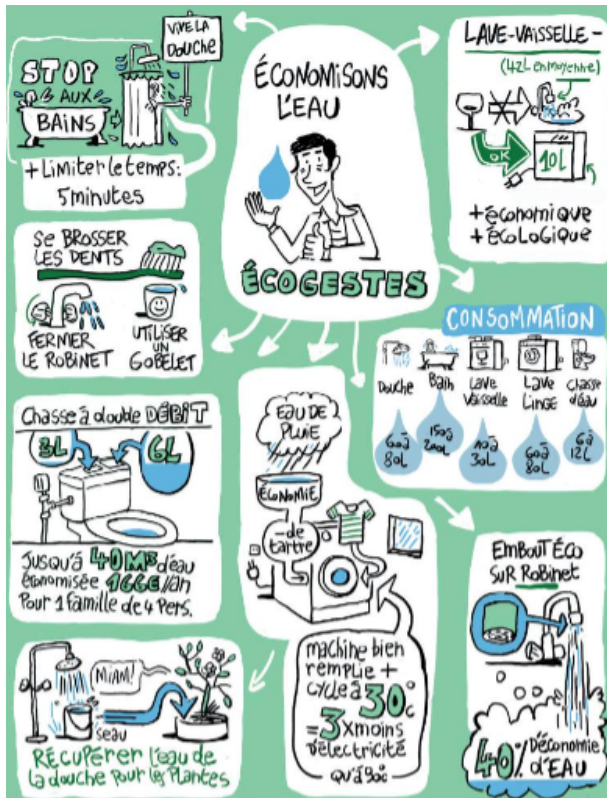 ÉCONOMISONS
L'EAU
ÉCOGESTES
VIVE LA
DOUCHE
STOP
AUX
BAINS
+ Limiter le temps:
5 minutes
LAVE-VAISSELLE -
(42L en moyenne)
OK
10L
+ économique
+ écologique
Se BROSSER
LES DENTS
FERMER
LE ROBINET
UTILISER
UN
GOBELET
CONSOMMATION
Douche
Bain
Lave
Vaisselle
Lave
Linge
Chasse
d'eau
60 à
80L
150 à
200L
10 à
30L
60 à
80L
6 à
12L
Chasse à double DÉBIT
3L
6L
Jusqu'à 40M³ d'eau
économisée 166€/an
Pour 1 famille de 4 Pers.
EAU DE
PLUIE
ÉCONOMIE
- de
tartre
machine bien
remplie +
cycle à 30°c
= 3 x moins
d'électricité
qu'à 90°c
EMBOUT ÉCO
SUR Robinet
40% D'économie
d'EAU
MIAM!
seau
RÉCUPÉRER l'eau de
la douche pour les Plantes